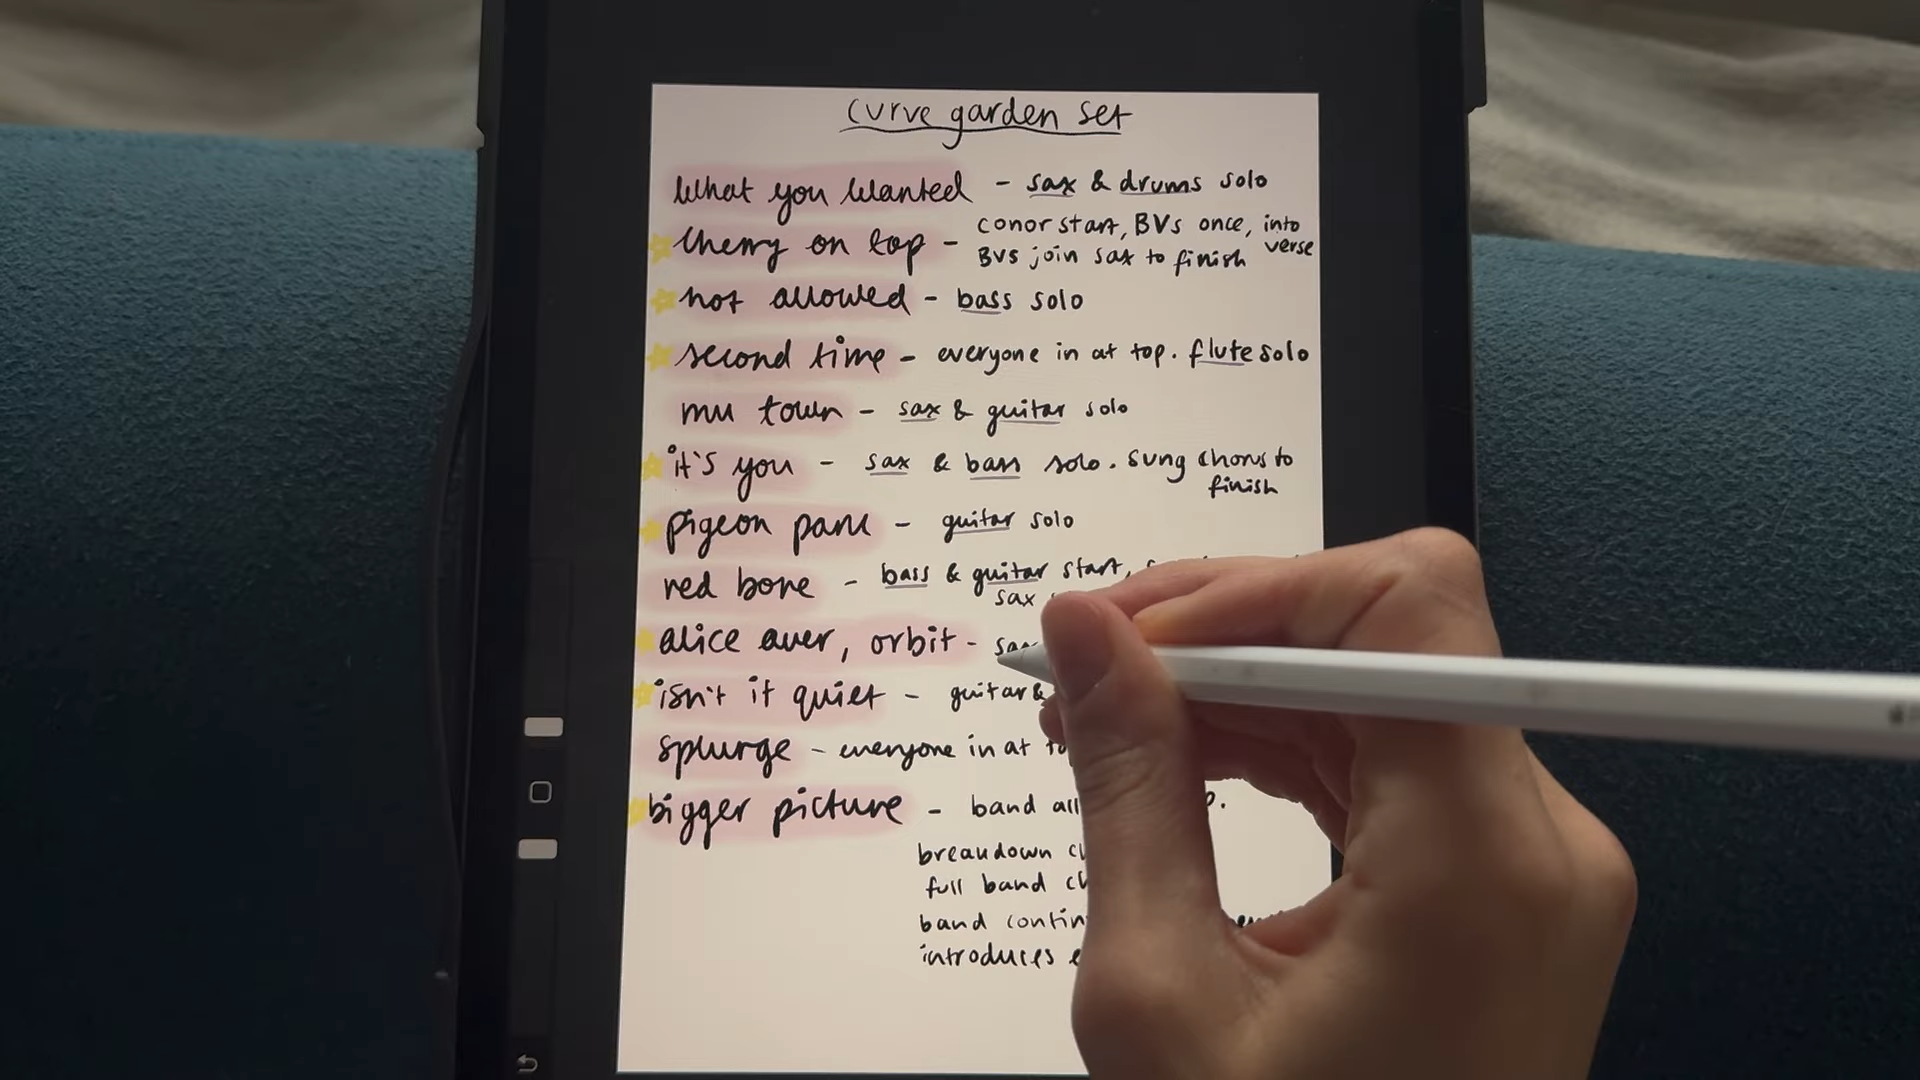 curve garden set
What you wanted - sax & drums solo
Cherry on top - conor start, BVs once, into verse
BVs join sax to finish
not allowed - bass solo
second time - everyone in at top. flute solo
my town - sax & guitar solo
it's you - sax & bass solo. sung chorus to
finish
pigeon park - guitar solo
red bone - bass & guitar start,
sax
alice aver, orbit - sax
isn't it quiet - guitar &
splurge - everyone in at
bigger picture - band all
breakdown
full band
band
introduces